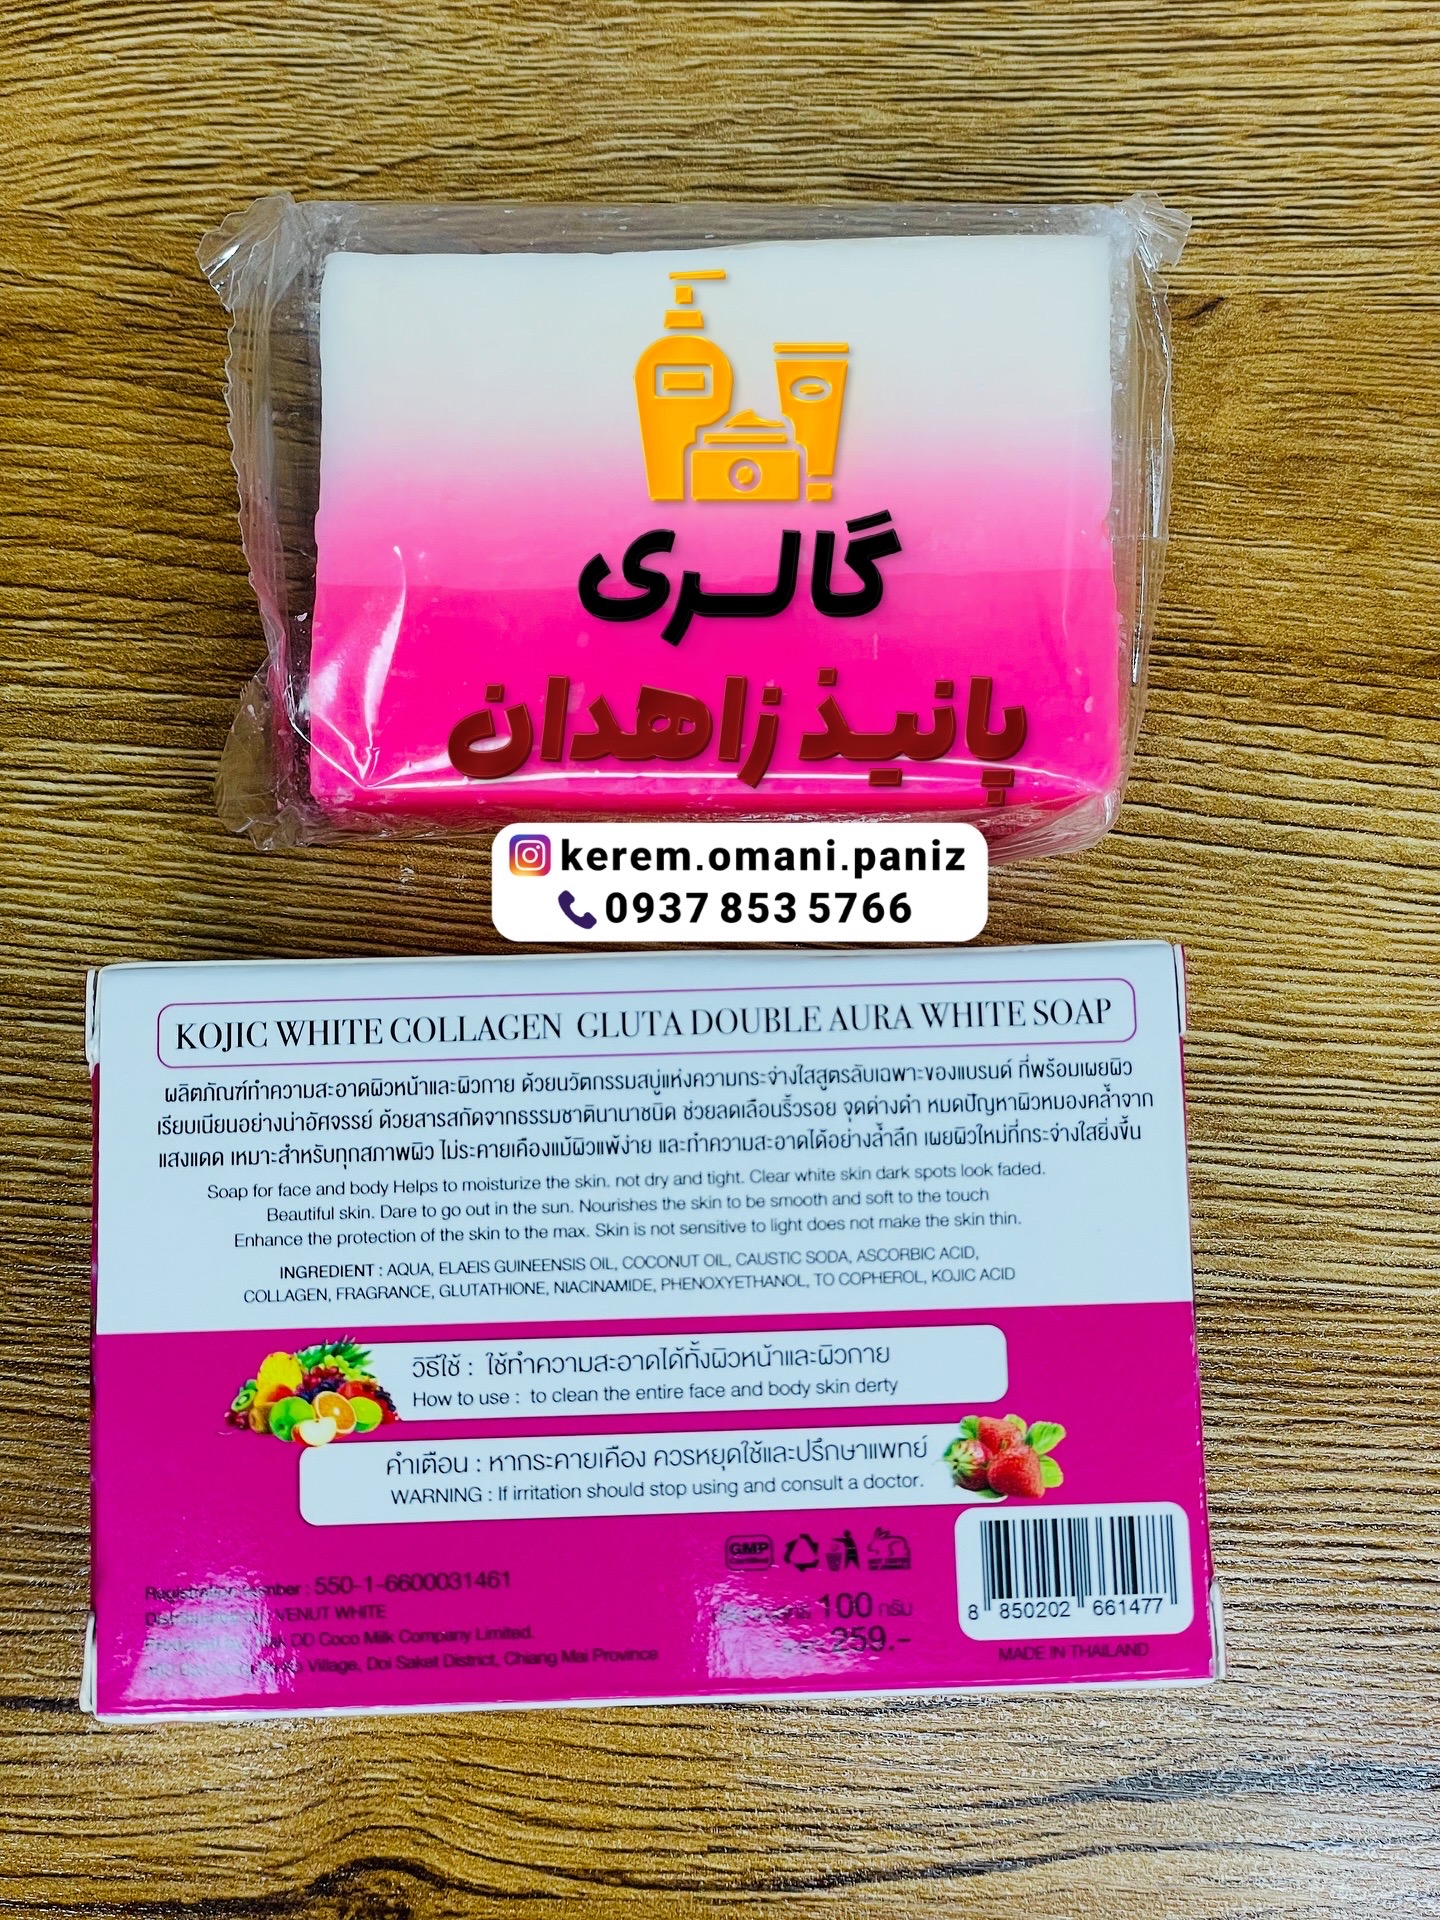 گالری
پانیذ زاهدان
kerem.omani.paniz
0937 853 5766
KOJIC WHITE COLLAGEN GLUTA DOUBLE AURA WHITE SOAP
ผลิตภัณฑ์ทำความสะอาดผิวหน้าและผิวกาย ด้วยนวัตกรรมสบู่แห่งความกระจ่างใสสูตรลับเฉพาะของแบรนด์ ที่พร้อมเผยผิว
เรียบเนียนอย่างน่าอัศจรรย์ ด้วยสารสกัดจากธรรมชาตินานาชนิด ช่วยลดเลือนริ้วรอย จุดด่างดำ หมดปัญหาผิวหมองคล้ำจาก
แสงแดด เหมาะสำหรับทุกสภาพผิว ไม่ระคายเคืองแม้ผิวแพ้ง่าย และทำความสะอาดได้อย่างล้ำลึก เผยผิวใหม่ที่กระจ่างใสยิ่งขึ้น
Soap for face and body Helps to moisturize the skin. not dry and tight. Clear white skin dark spots look faded.
Beautiful skin. Dare to go out in the sun. Nourishes the skin to be smooth and soft to the touch
Enhance the protection of the skin to the max. Skin is not sensitive to light does not make the skin thin.
INGREDIENT : AQUA, ELAEIS GUINEENSIS OIL, COCONUT OIL, CAUSTIC SODA, ASCORBIC ACID,
COLLAGEN, FRAGRANCE, GLUTATHIONE, NIACINAMIDE, PHENOXYETHANOL, TO COPHEROL, KOJIC ACID
วิธีใช้ : ใช้ทำความสะอาดได้ทั้งผิวหน้าและผิวกาย
How to use : to clean the entire face and body skin derty
คำเตือน : หากระคายเคือง ควรหยุดใช้และปรึกษาแพทย์
WARNING : If irritation should stop using and consult a doctor.
GMP
Registration Number : 550-1-6600031461
VENUT WHITE
DD Coco Milk Company Limited.
Village, Doi Saket District, Chiang Mai Province
100 กรัม
259.-
8 850202 661477
MADE IN THAILAND